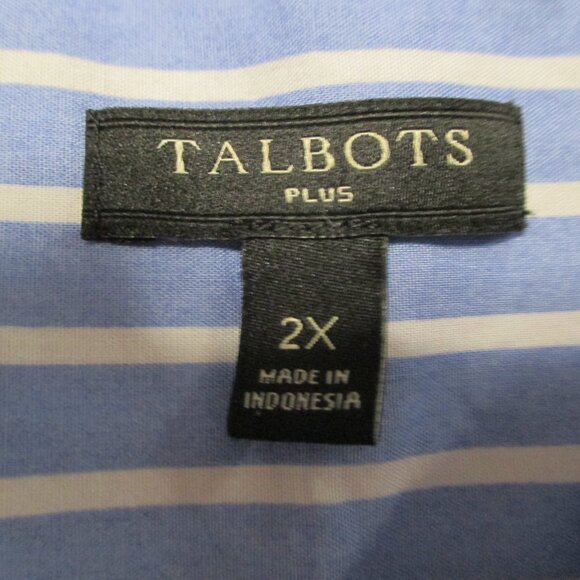 TALBOTS
PLUS
2X
MADE IN
INDONESIA